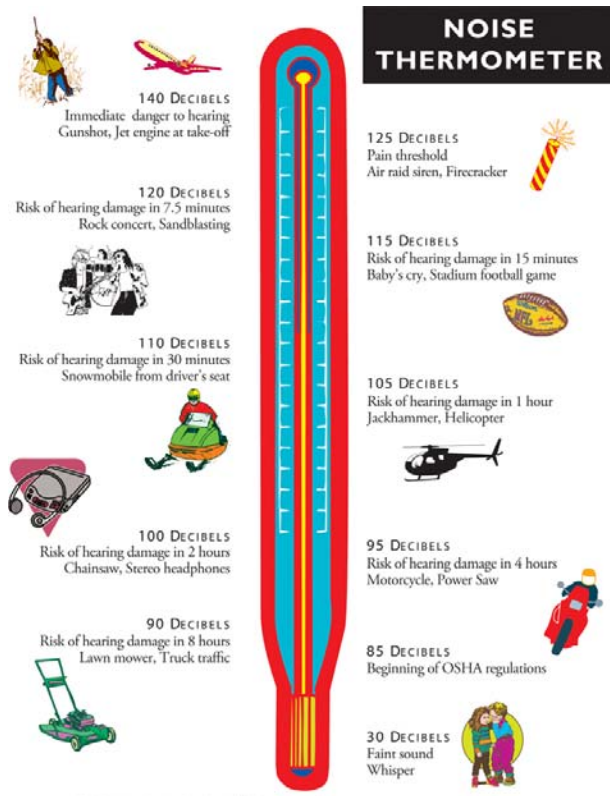 NOISE
THERMOMETER
140 DECIBELS
Immediate danger to hearing
Gunshot, Jet engine at take-off
125 DECIBELS
Pain threshold
Air raid siren, Firecracker
120 DECIBELS
Risk of hearing damage in 7.5 minutes
Rock concert, Sandblasting
115 DECIBELS
Risk of hearing damage in 15 minutes
Baby's cry, Stadium football game
NFL
110 DECIBELS
Risk of hearing damage in 30 minutes
Snowmobile from driver's seat
105 DECIBELS
Risk of hearing damage in 1 hour
Jackhammer, Helicopter
100 DECIBELS
Risk of hearing damage in 2 hours
Chainsaw, Stereo headphones
95 DECIBELS
Risk of hearing damage in 4 hours
Motorcycle, Power Saw
90 DECIBELS
Risk of hearing damage in 8 hours
Lawn mower, Truck traffic
85 DECIBELS
Beginning of OSHA regulations
30 DECIBELS
Faint sound
Whisper